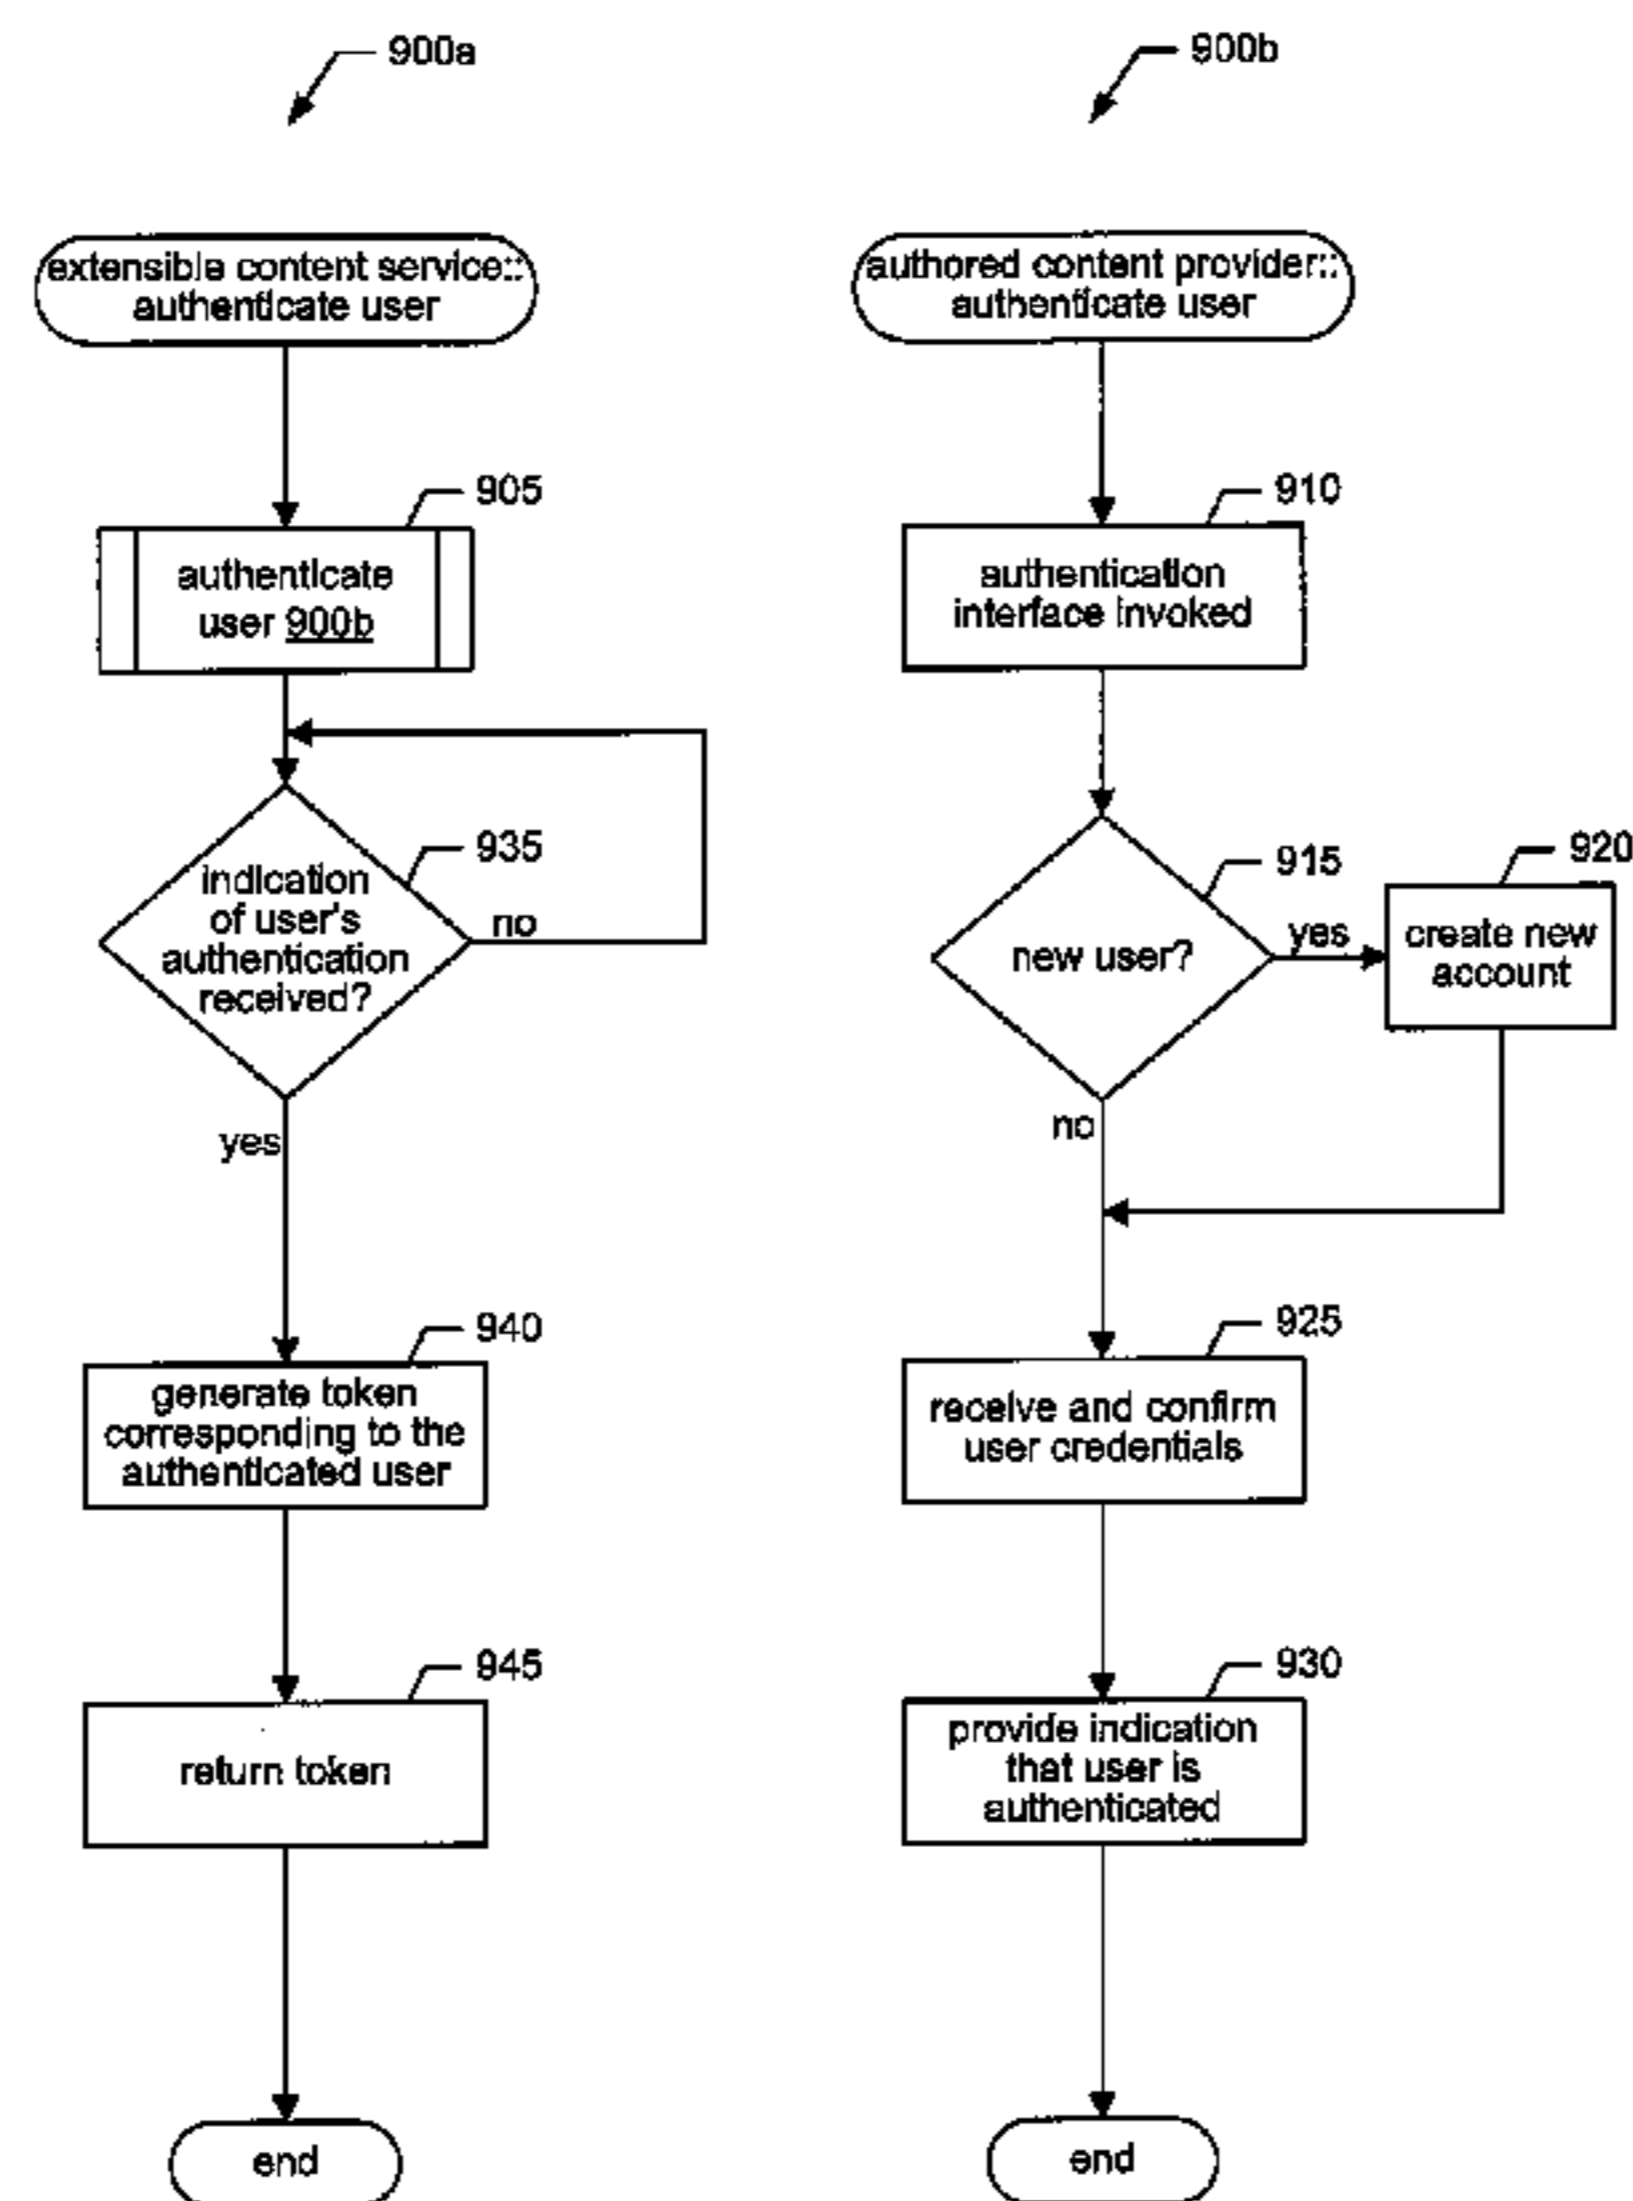 900a
extensible content service::
authenticate user
905
authenticate
user 900b
935
indication
of user's
authentication
received?
no
yes
940
generate token
corresponding to the
authenticated user
945
return token
end
900b
authored content provider::
authenticate user
910
authentication
interface invoked
915
new user?
yes
920
create new
account
no
925
receive and confirm
user credentials
930
provide indication
that user is
authenticated
end